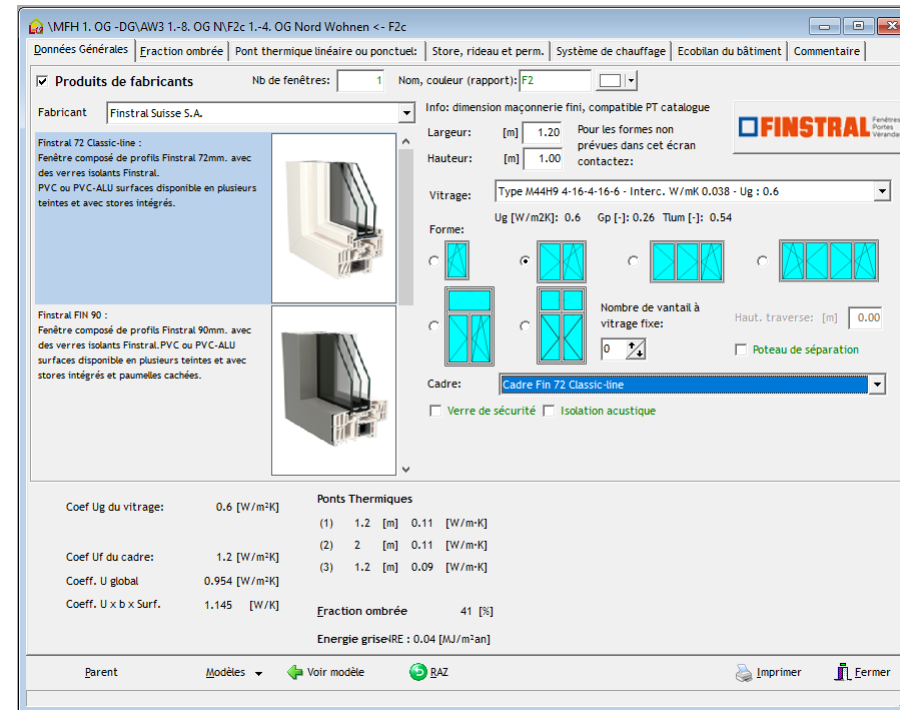 \MFH 1. OG -DG\AW3 1.-8. OG N\F2c 1.-4. OG Nord Wohnen <- F2c
Données Générales Fraction ombrée Pont thermique linéaire ou ponctuel: Store, rideau et perm. Système de chauffage Ecobilan du bâtiment Commentaire
Produits de fabricants Nb de fenêtres: 1 Nom, couleur (rapport): F2
Fabricant Finstral Suisse S.A.
Info: dimension maçonnerie fini, compatible PT catalogue
Finstral 72 Classic-line :
Fenêtre composé de profils Finstral 72mm. avec
des verres isolants Finstral.
PVC ou PVC-ALU surfaces disponible en plusieurs
teintes et avec stores intégrés.
Finstral FIN 90 :
Fenêtre composé de profils Finstral 90mm. avec
des verres isolants Finstral.PVC ou PVC-ALU
surfaces disponible en plusieurs teintes et avec
stores intégrés et paumelles cachées.
Largeur: [m] 1.20
Hauteur: [m] 1.00
Pour les formes non
prévues dans cet écran
contactez:
FINSTRAL
Fenêtres
Portes
Veranda
Vitrage: Type M44H9 4-16-4-16-6 - Interc. W/mK 0.038 - Ug : 0.6
Ug [W/m2K]: 0.6 Gp [-]: 0.26 Tlum [-]: 0.54
Forme:
Nombre de vantail à
vitrage fixe:
0
Haut. traverse: [m] 0.00
Poteau de séparation
Cadre: Cadre Fin 72 Classic-line
Verre de sécurité Isolation acustique
Coef Ug du vitrage: 0.6 [W/m²K]
Coef Uf du cadre: 1.2 [W/m²K]
Coeff. U global 0.954 [W/m²K]
Coeff. U x b x Surf. 1.145 [W/K]
Ponts Thermiques
(1) 1.2 [m] 0.11 [W/m·K]
(2) 2 [m] 0.11 [W/m·K]
(3) 1.2 [m] 0.09 [W/m·K]
Fraction ombrée 41 [%]
Energie grise : 0.04 [MJ/m²an]
Parent Modèles Voir modèle RAZ Imprimer Fermer